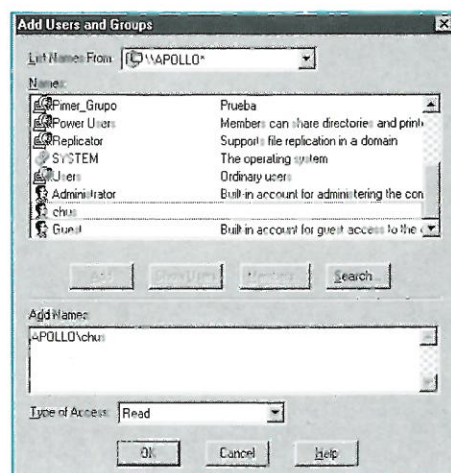 Add Users and Groups
List Names From: \\APOLLO*
Names:
Pimer_Grupo Prueba
Power Users Members can share directories and print
Replicator Supports file replication in a domain
SYSTEM The operating system
Users Ordinary users
Administrator Built-in account for administering the con
chus
Guest Built-in account for guest access to the c
Add Show Users Members Search...
Add Names:
APOLLO\chus
Type of Access: Read
OK Cancel Help